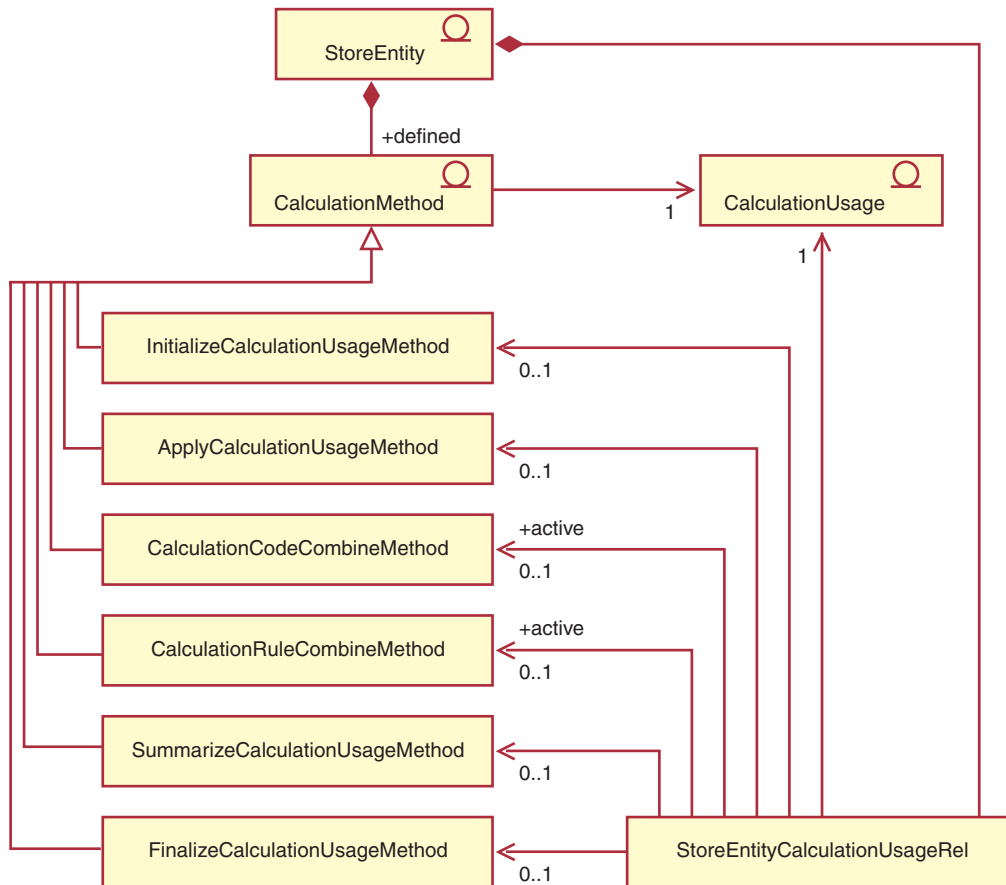 StoreEntity
+defined
CalculationMethod
1
CalculationUsage
1
InitializeCalculationUsageMethod
0..1
ApplyCalculationUsageMethod
0..1
+active
CalculationCodeCombineMethod
0..1
+active
CalculationRuleCombineMethod
0..1
SummarizeCalculationUsageMethod
0..1
FinalizeCalculationUsageMethod
0..1
StoreEntityCalculationUsageRel